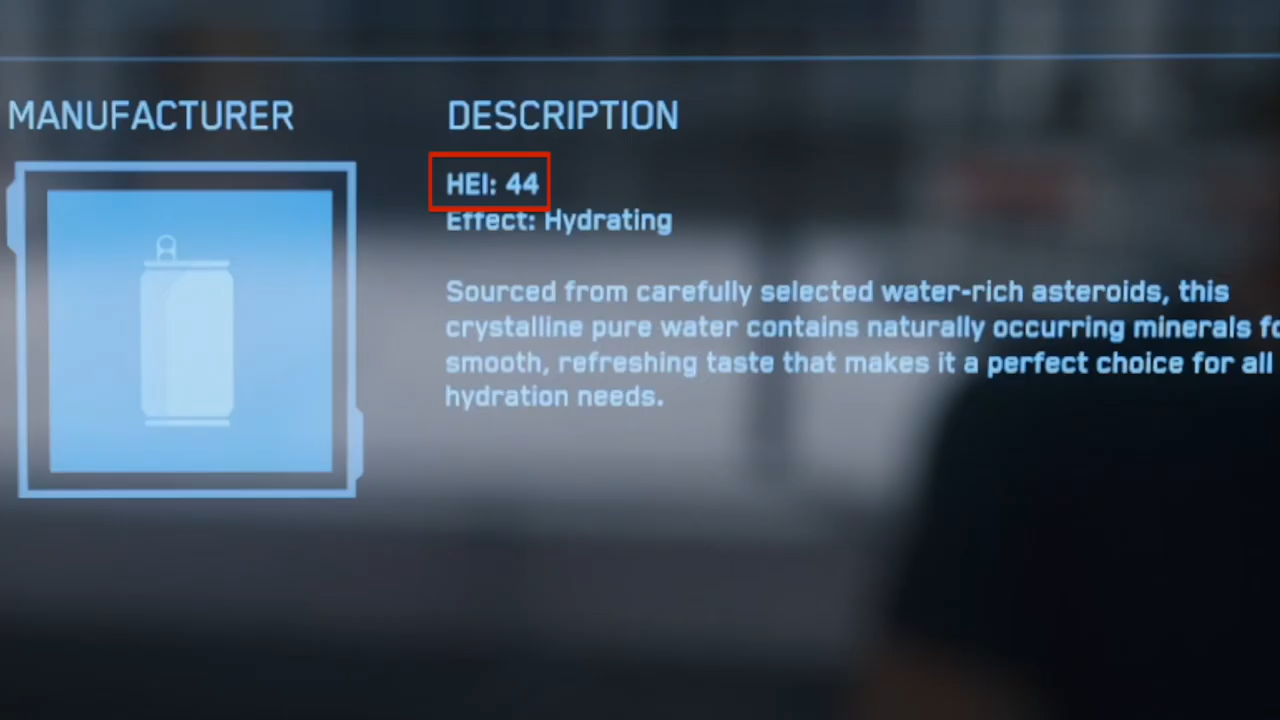 MANUFACTURER
DESCRIPTION
HEI: 44
Effect: Hydrating
Sourced from carefully selected water-rich asteroids, this
crystalline pure water contains naturally occurring minerals
smooth, refreshing taste that makes it a perfect choice for all
hydration needs.